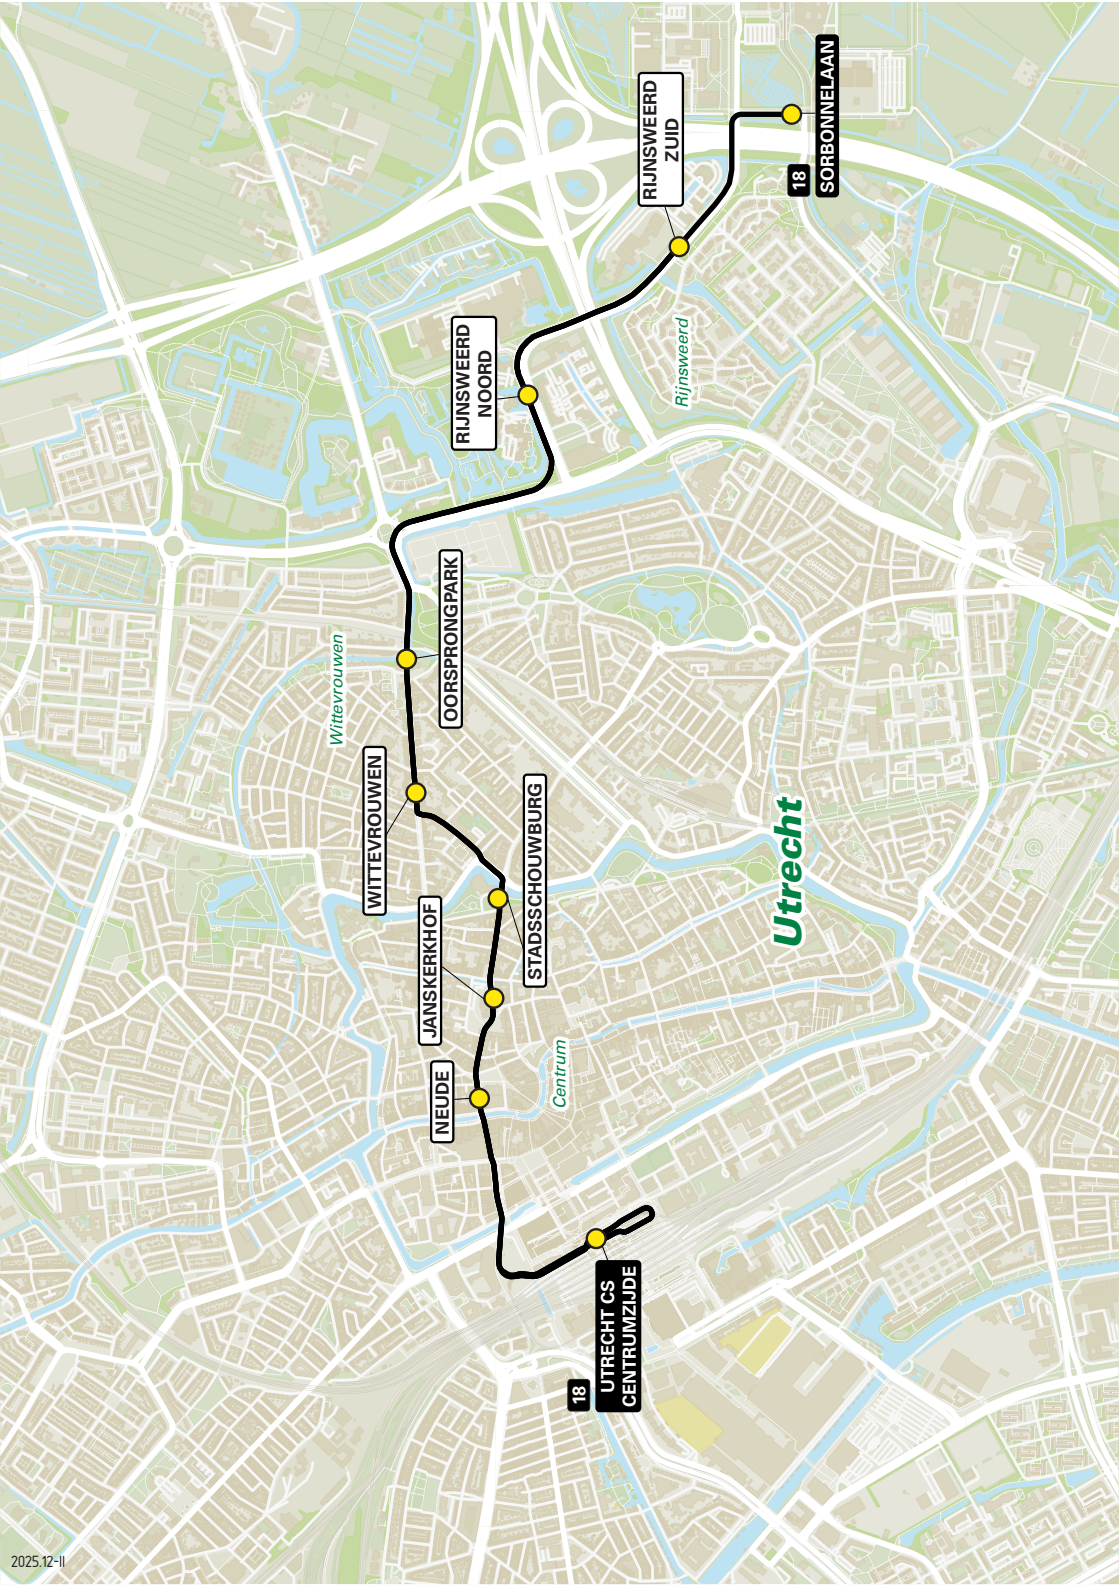 18
UTRECHT CS
CENTRUMZIJDE
NEUDE
JANSKERKHOF
STADSSCHOUWBURG
WITTEVROUWEN
OORSPRONGPARK
RIJNSWEERD
NOORD
RIJNSWEERD
ZUID
18
SORBONNELAAN
Wittevrouwen
Centrum
Rijnsweerd
Utrecht
2025.12-II